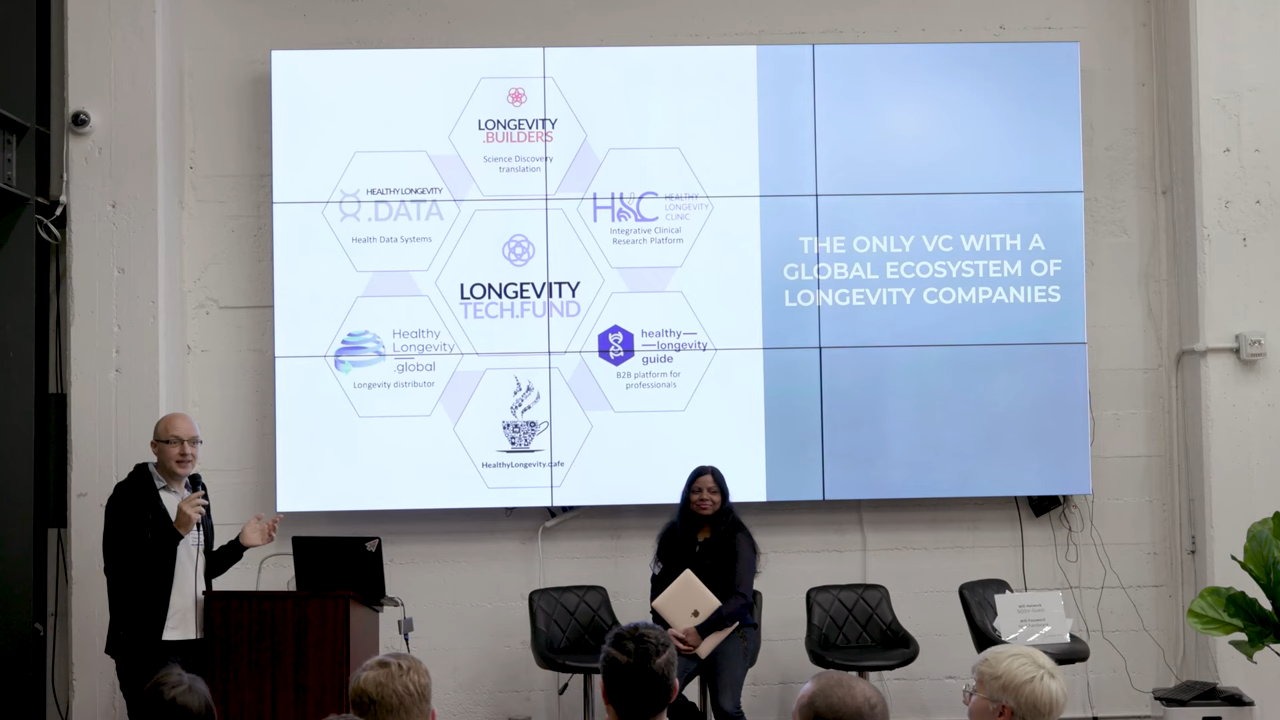 LONGEVITY
.BUILDERS
Science Discovery
translation
HEALTHY LONGEVITY
.DATA
Health Data Systems
HLC
HEALTHY
LONGEVITY
CLINIC
Integrative Clinical
Research Platform
LONGEVITY
TECH.FUND
Healthy
Longevity
.global
Longevity distributor
healthy—
—longevity
guide
B2B platform for
professionals
HealthyLongevity.cafe
THE ONLY VC WITH A
GLOBAL ECOSYSTEM OF
LONGEVITY COMPANIES